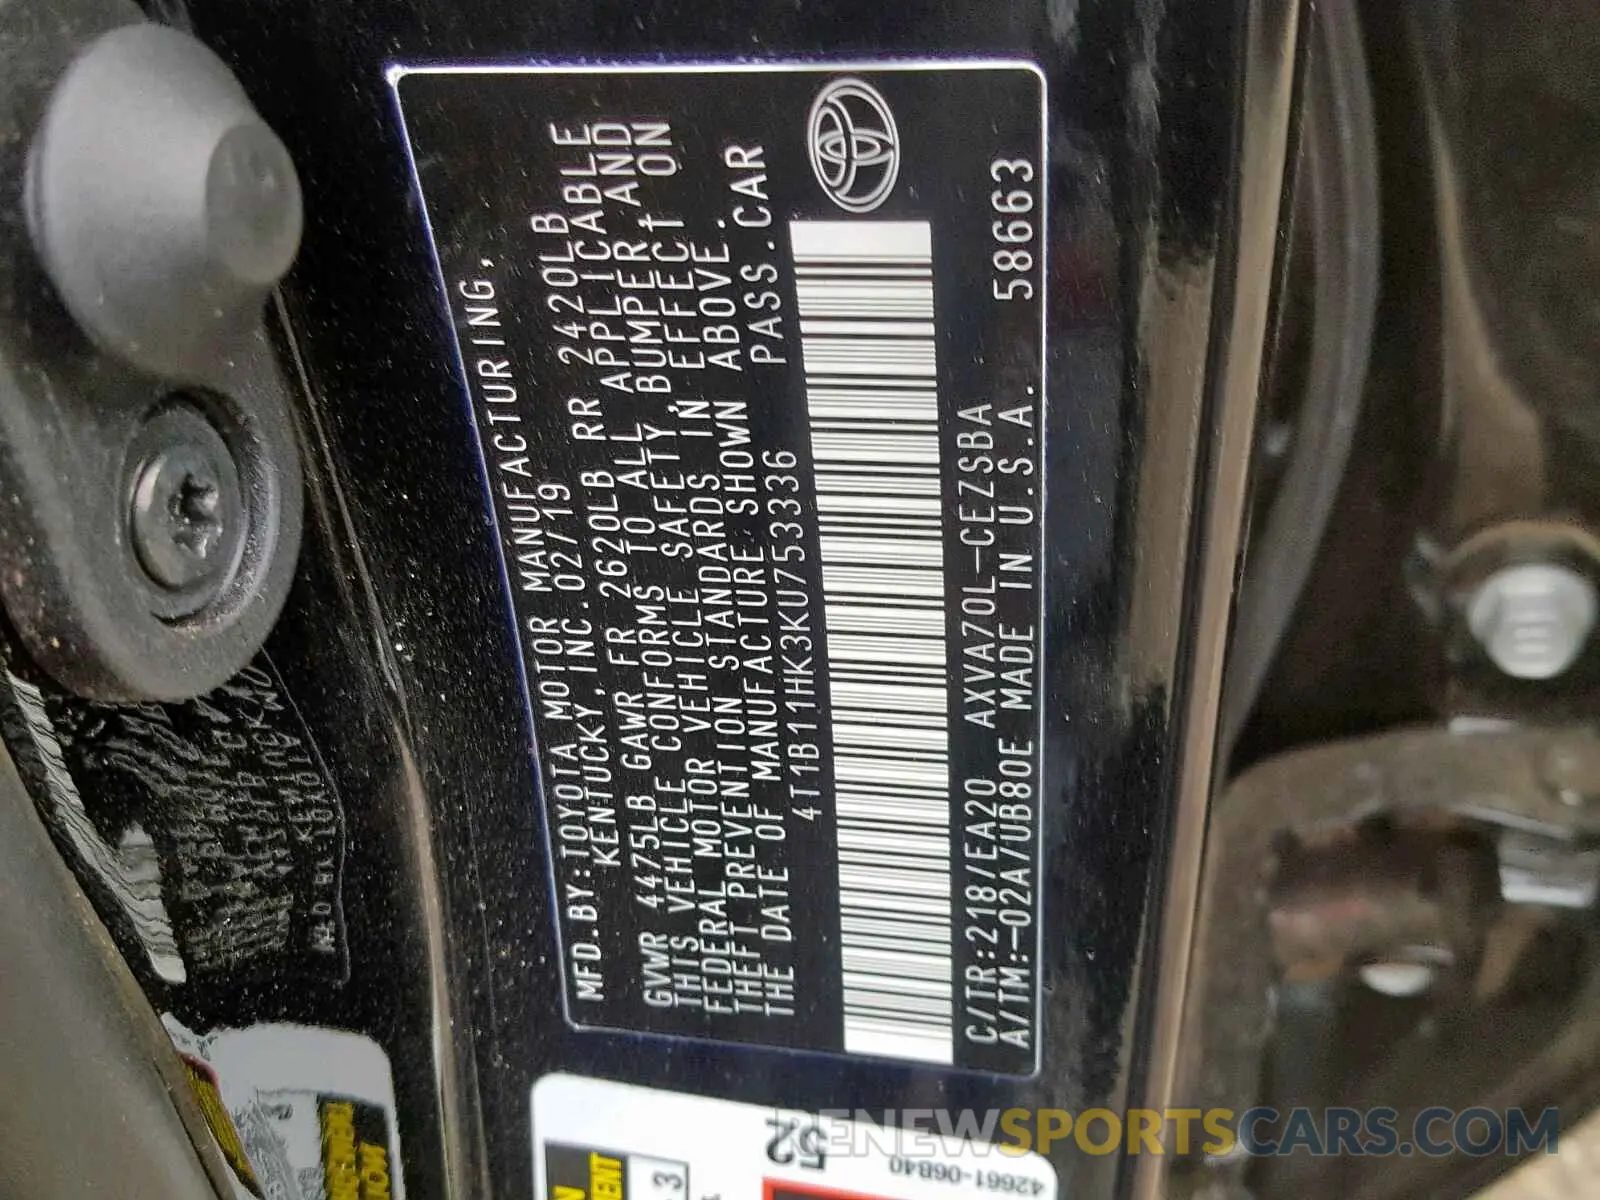 MFD.BY:TOYOTA MOTOR MANUFACTURING,
KENTUCKY,INC.02/19
GVWR 4475LB GAWR FR 2620LB RR 2420LB
THIS VEHICLE CONFORMS TO ALL APPLICABLE
FEDERAL MOTOR VEHICLE SAFETY,BUMPER,AND
THEFT PREVENTION STANDARDS IN EFFECT ON
THE DATE OF MANUFACTURE SHOWN ABOVE.
4T1B11HK3KU753336 PASS.CAR
C/TR:218/EA20 AXVA70L-CEZSBA
A/TM:-02A/UB80E MADE IN U.S.A. 58663
52
42661-06B40
RENEWSPORTSCARS.COM